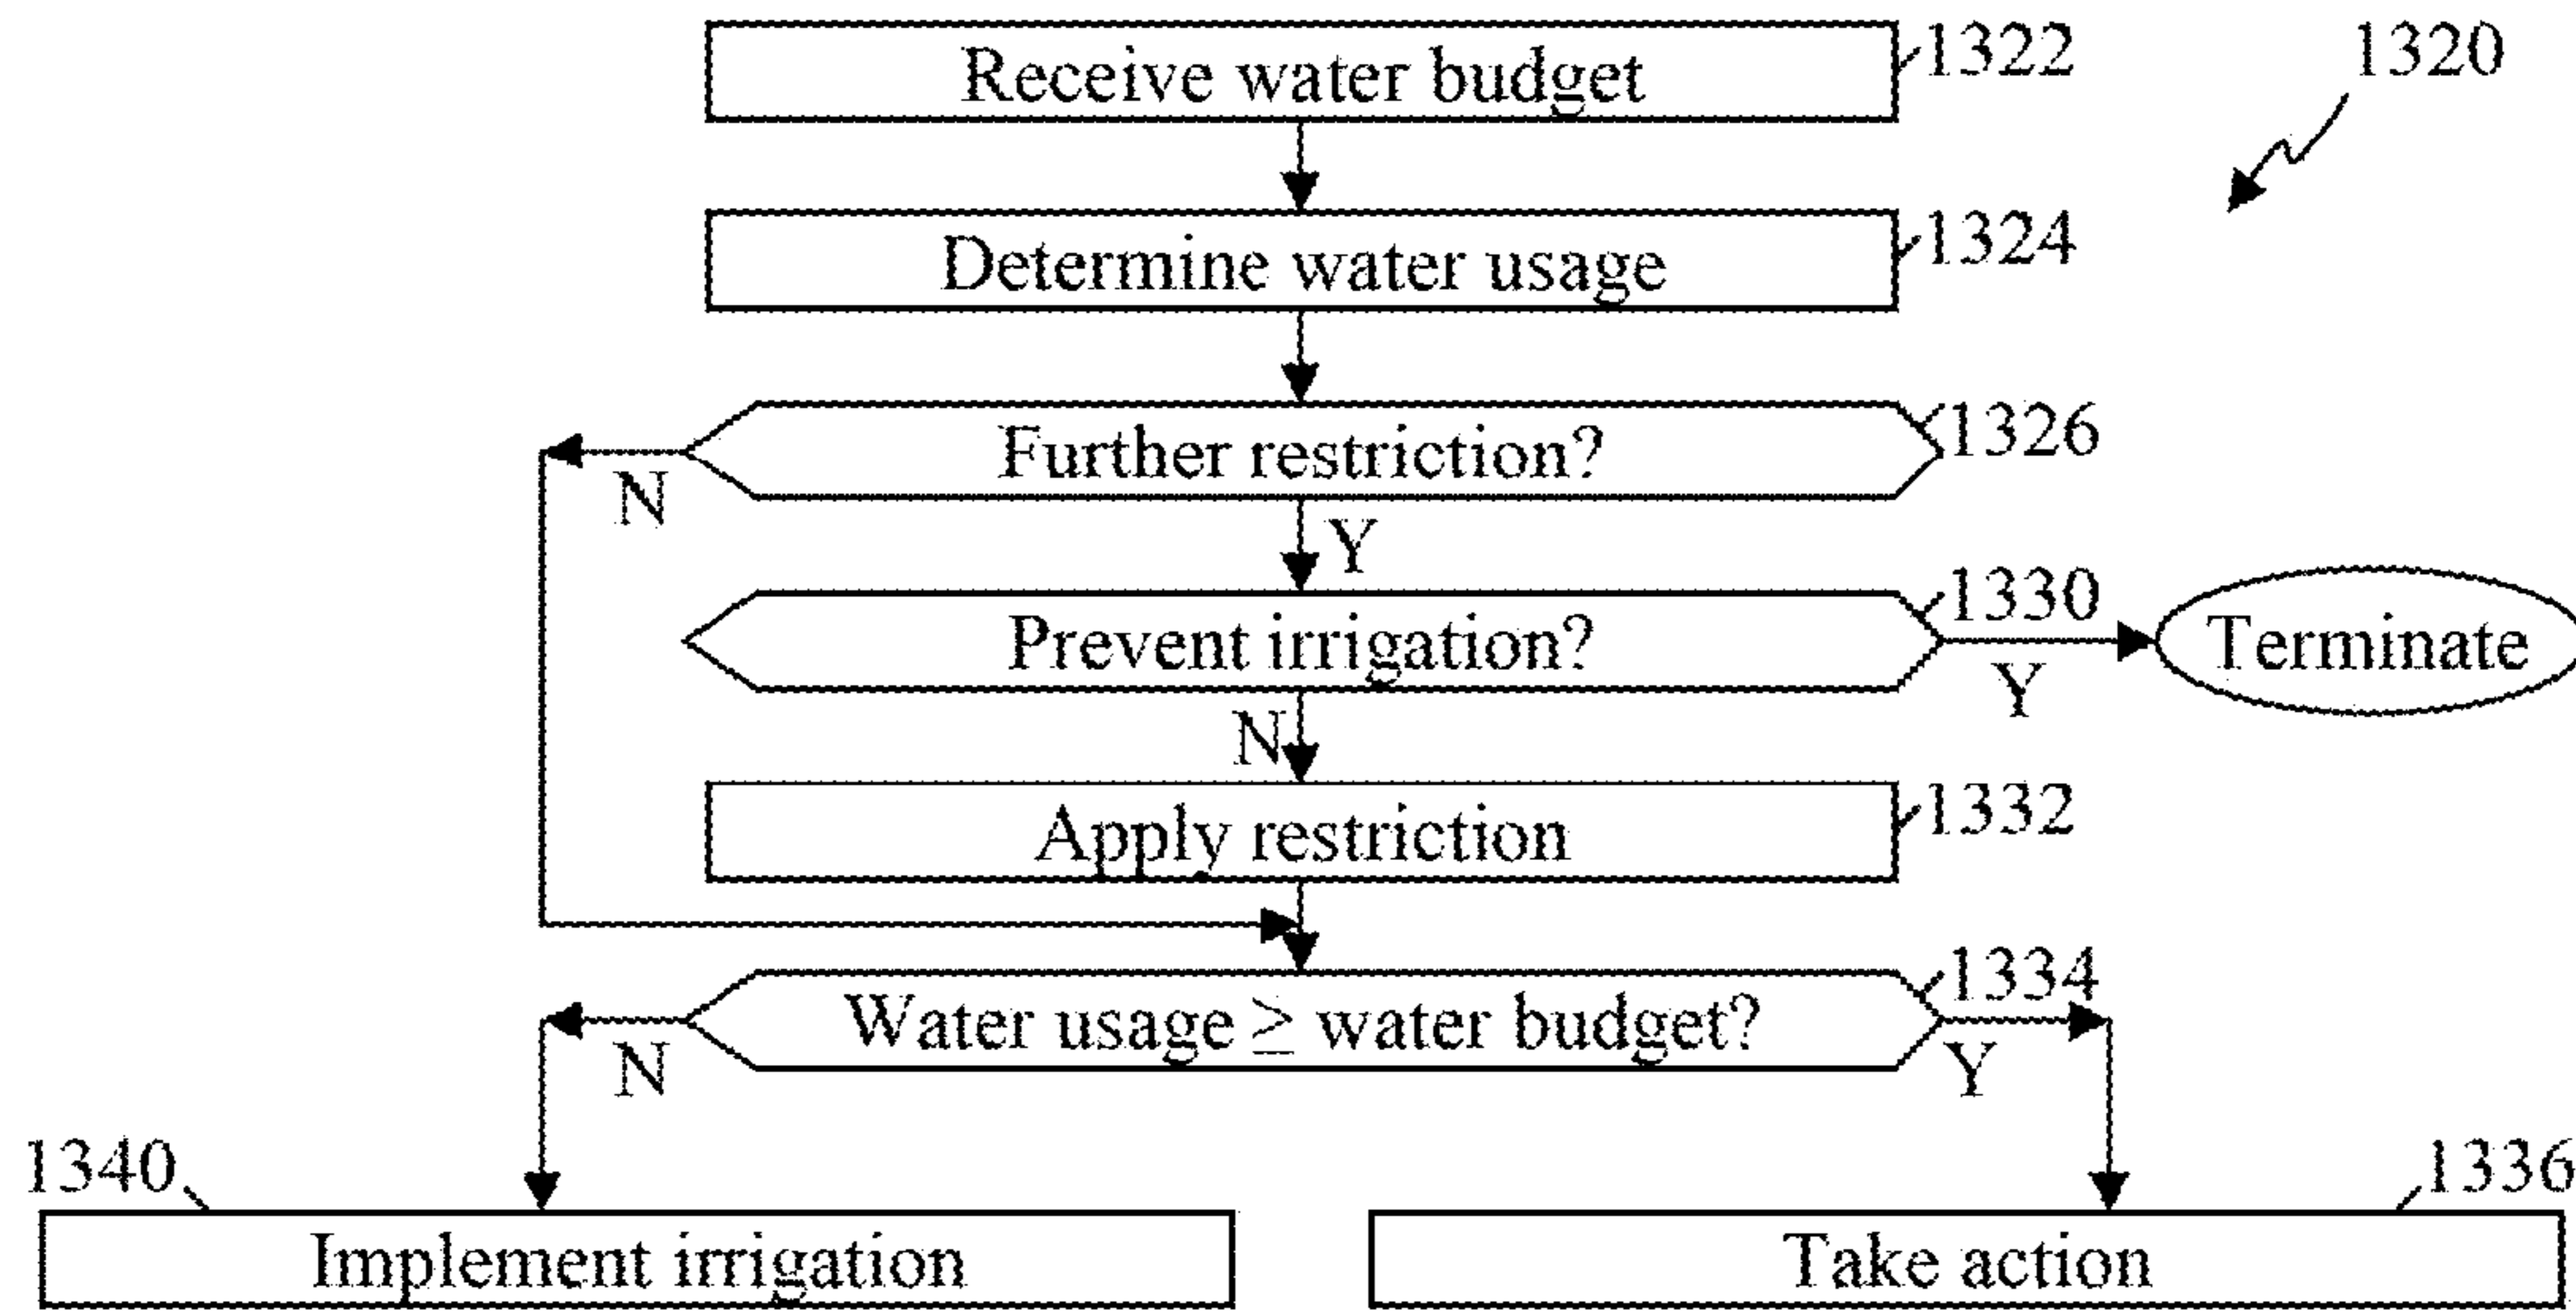 Receive water budget
1322
1320
Determine water usage
1324
Further restriction?
1326
N
Y
Prevent irrigation?
1330
Y
Terminate
N
Apply restriction
1332
Water usage ≥ water budget?
1334
N
Y
1340
1336
Implement irrigation
Take action